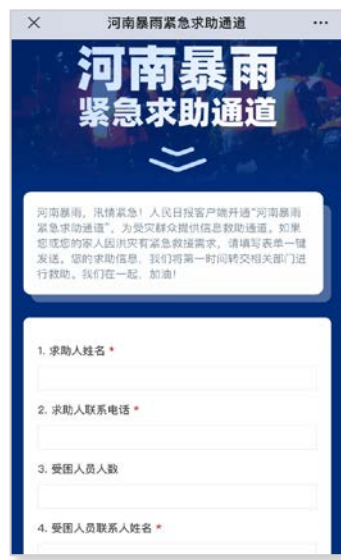 河南暴雨紧急求助通道
河南暴雨
紧急求助通道
河南暴雨，汛情紧急！人民日报客户端开通“河南暴雨
紧急求助通道”，为受灾群众提供信息救助通道。如果
您或您的家人因洪灾有紧急救援需求，请填写表单一键
发送。您的求助信息，我们将第一时间转交相关部门进
行救助。我们在一起，加油！
1. 求助人姓名 *
2. 求助人联系电话 *
3. 受困人员人数
4. 受困人员联系人姓名 *